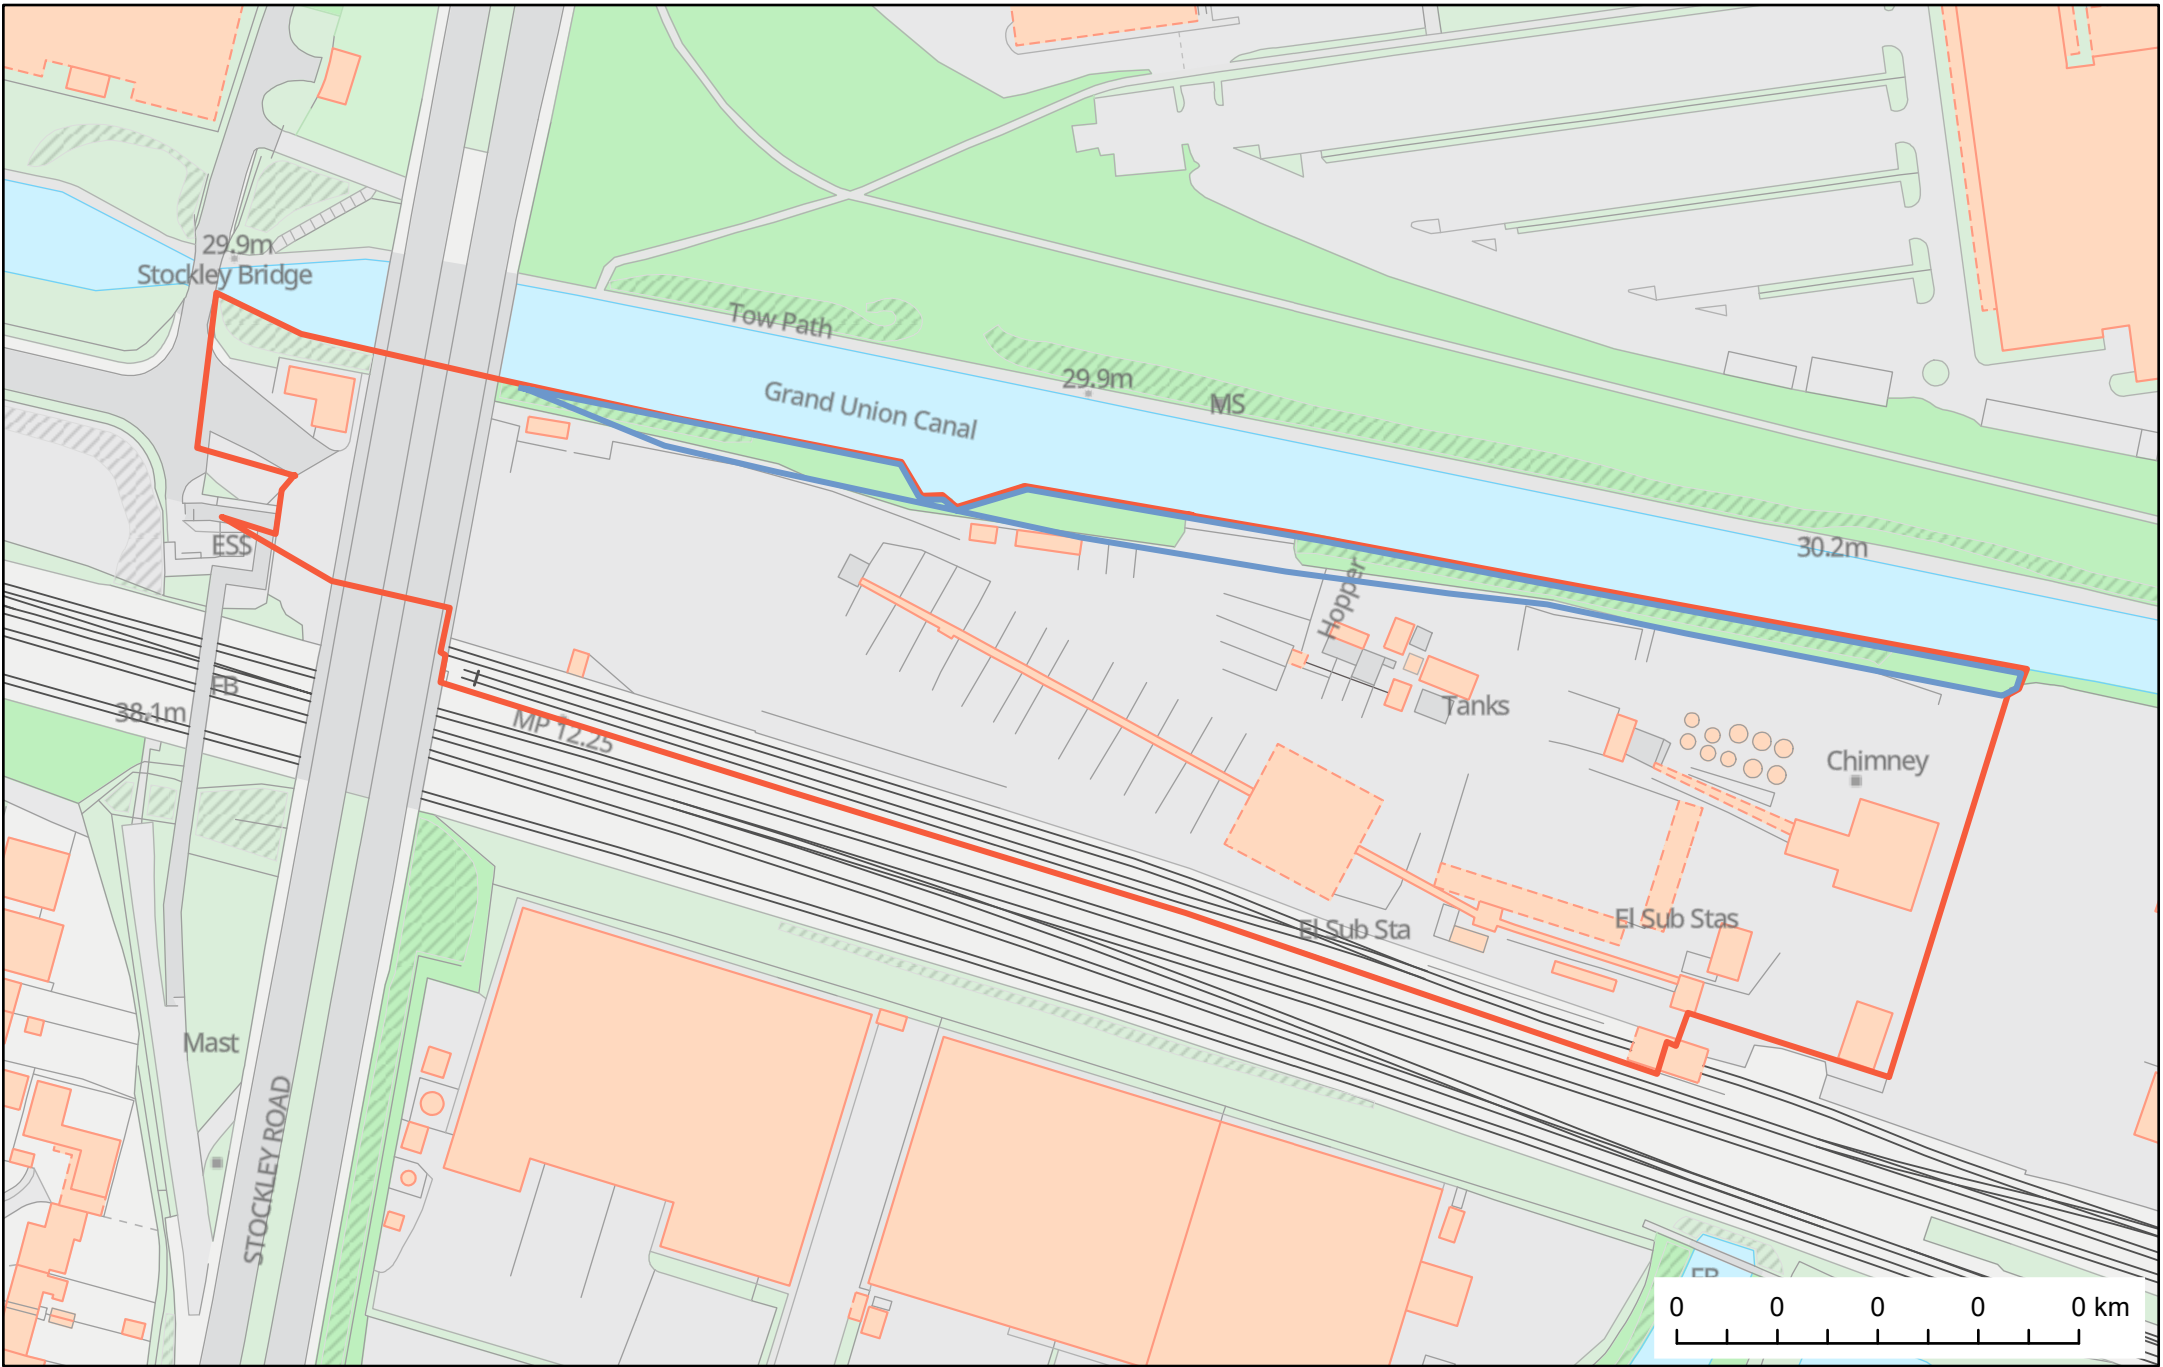 29.9m
Stockley Bridge
Tow Path
29.9m
MS
Grand Union Canal
30.2m
ESS
Hopper
FB
38.1m
MP 12.25
Tanks
Chimney
El Sub Sta
El Sub Stas
Mast
STOCKLEY ROAD
FB
0 0 0 0 0 km